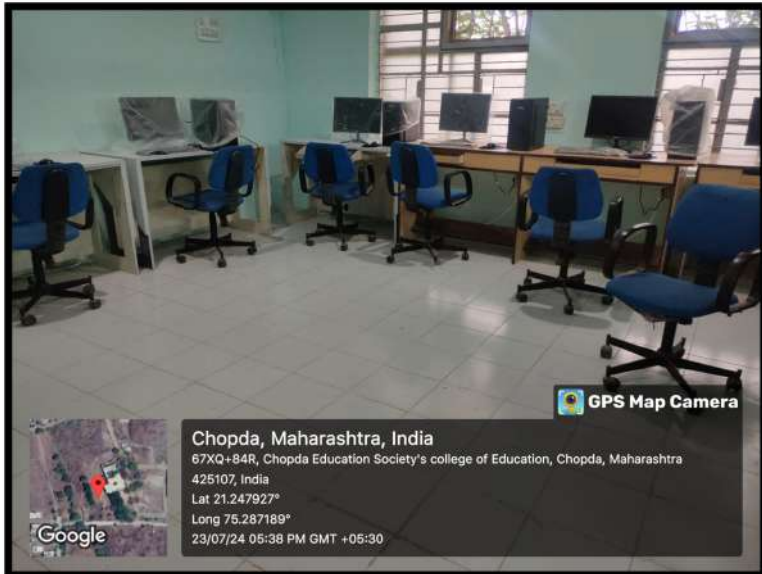 GPS Map Camera
Chopda, Maharashtra, India
67XQ+84R, Chopda Education Society's college of Education, Chopda, Maharashtra
425107, India
Lat 21.247927°
Long 75.287189°
23/07/24 05:38 PM GMT +05:30
Google